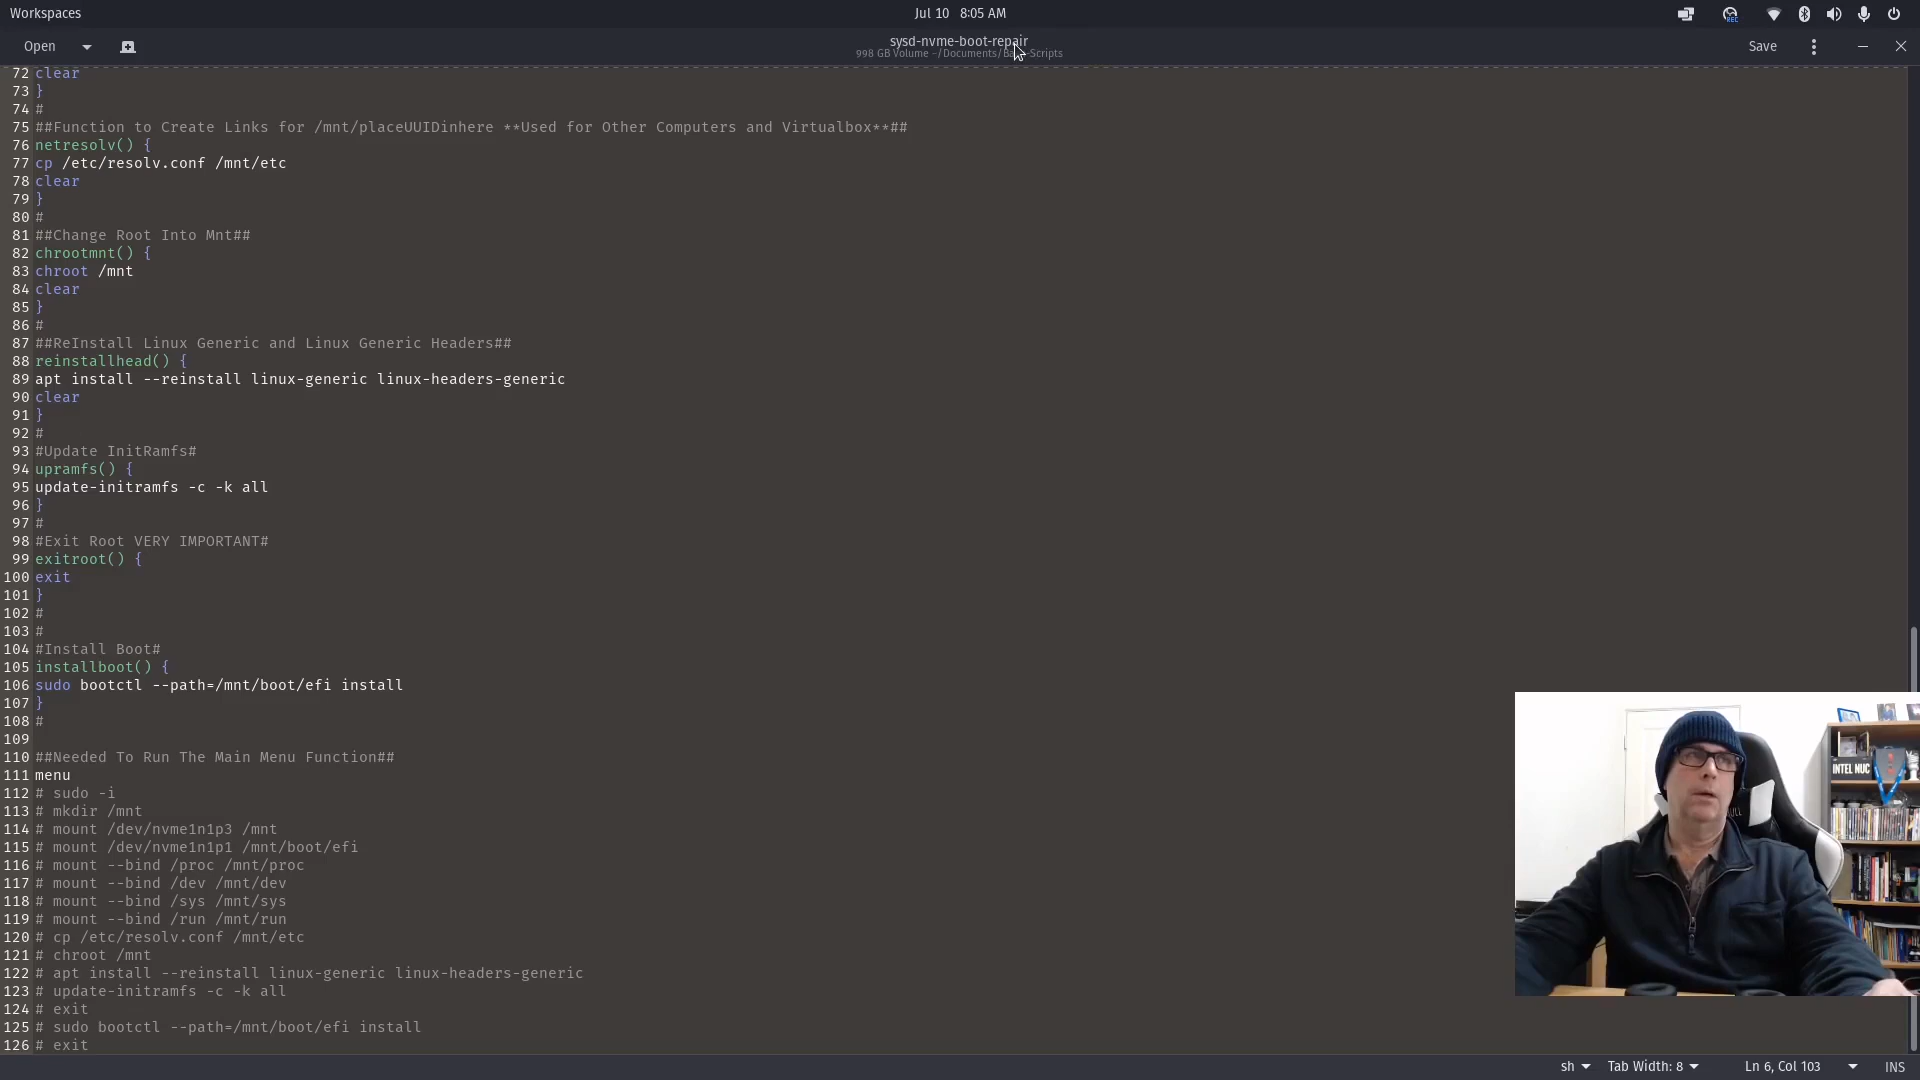 Workspaces
Jul 10 8:05 AM
Open
sysd-nvme-boot-repair
998 GB Volume ~/Documents/Bash-Scripts
Save
72 clear
73 }
74 #
75 ##Function to Create Links for /mnt/placeUUIDinhere **Used for Other Computers and Virtualbox**##
76 netresolv() {
77 cp /etc/resolv.conf /mnt/etc
78 clear
79 }
80 #
81 ##Change Root Into Mnt##
82 chrootmnt() {
83 chroot /mnt
84 clear
85 }
86 #
87 ##ReInstall Linux Generic and Linux Generic Headers##
88 reinstallhead() {
89 apt install --reinstall linux-generic linux-headers-generic
90 clear
91 }
92 #
93 #Update InitRamfs#
94 upramfs() {
95 update-initramfs -c -k all
96 }
97 #
98 #Exit Root VERY IMPORTANT#
99 exitroot() {
100 exit
101 }
102 #
103 #
104 #Install Boot#
105 installboot() {
106 sudo bootctl --path=/mnt/boot/efi install
107 }
108 #
109
110 ##Needed To Run The Main Menu Function##
111 menu
112 # sudo -i
113 # mkdir /mnt
114 # mount /dev/nvme1n1p3 /mnt
115 # mount /dev/nvme1n1p1 /mnt/boot/efi
116 # mount --bind /proc /mnt/proc
117 # mount --bind /dev /mnt/dev
118 # mount --bind /sys /mnt/sys
119 # mount --bind /run /mnt/run
120 # cp /etc/resolv.conf /mnt/etc
121 # chroot /mnt
122 # apt install --reinstall linux-generic linux-headers-generic
123 # update-initramfs -c -k all
124 # exit
125 # sudo bootctl --path=/mnt/boot/efi install
126 # exit
INTEL NUC
sh
Tab Width: 8
Ln 6, Col 103
INS